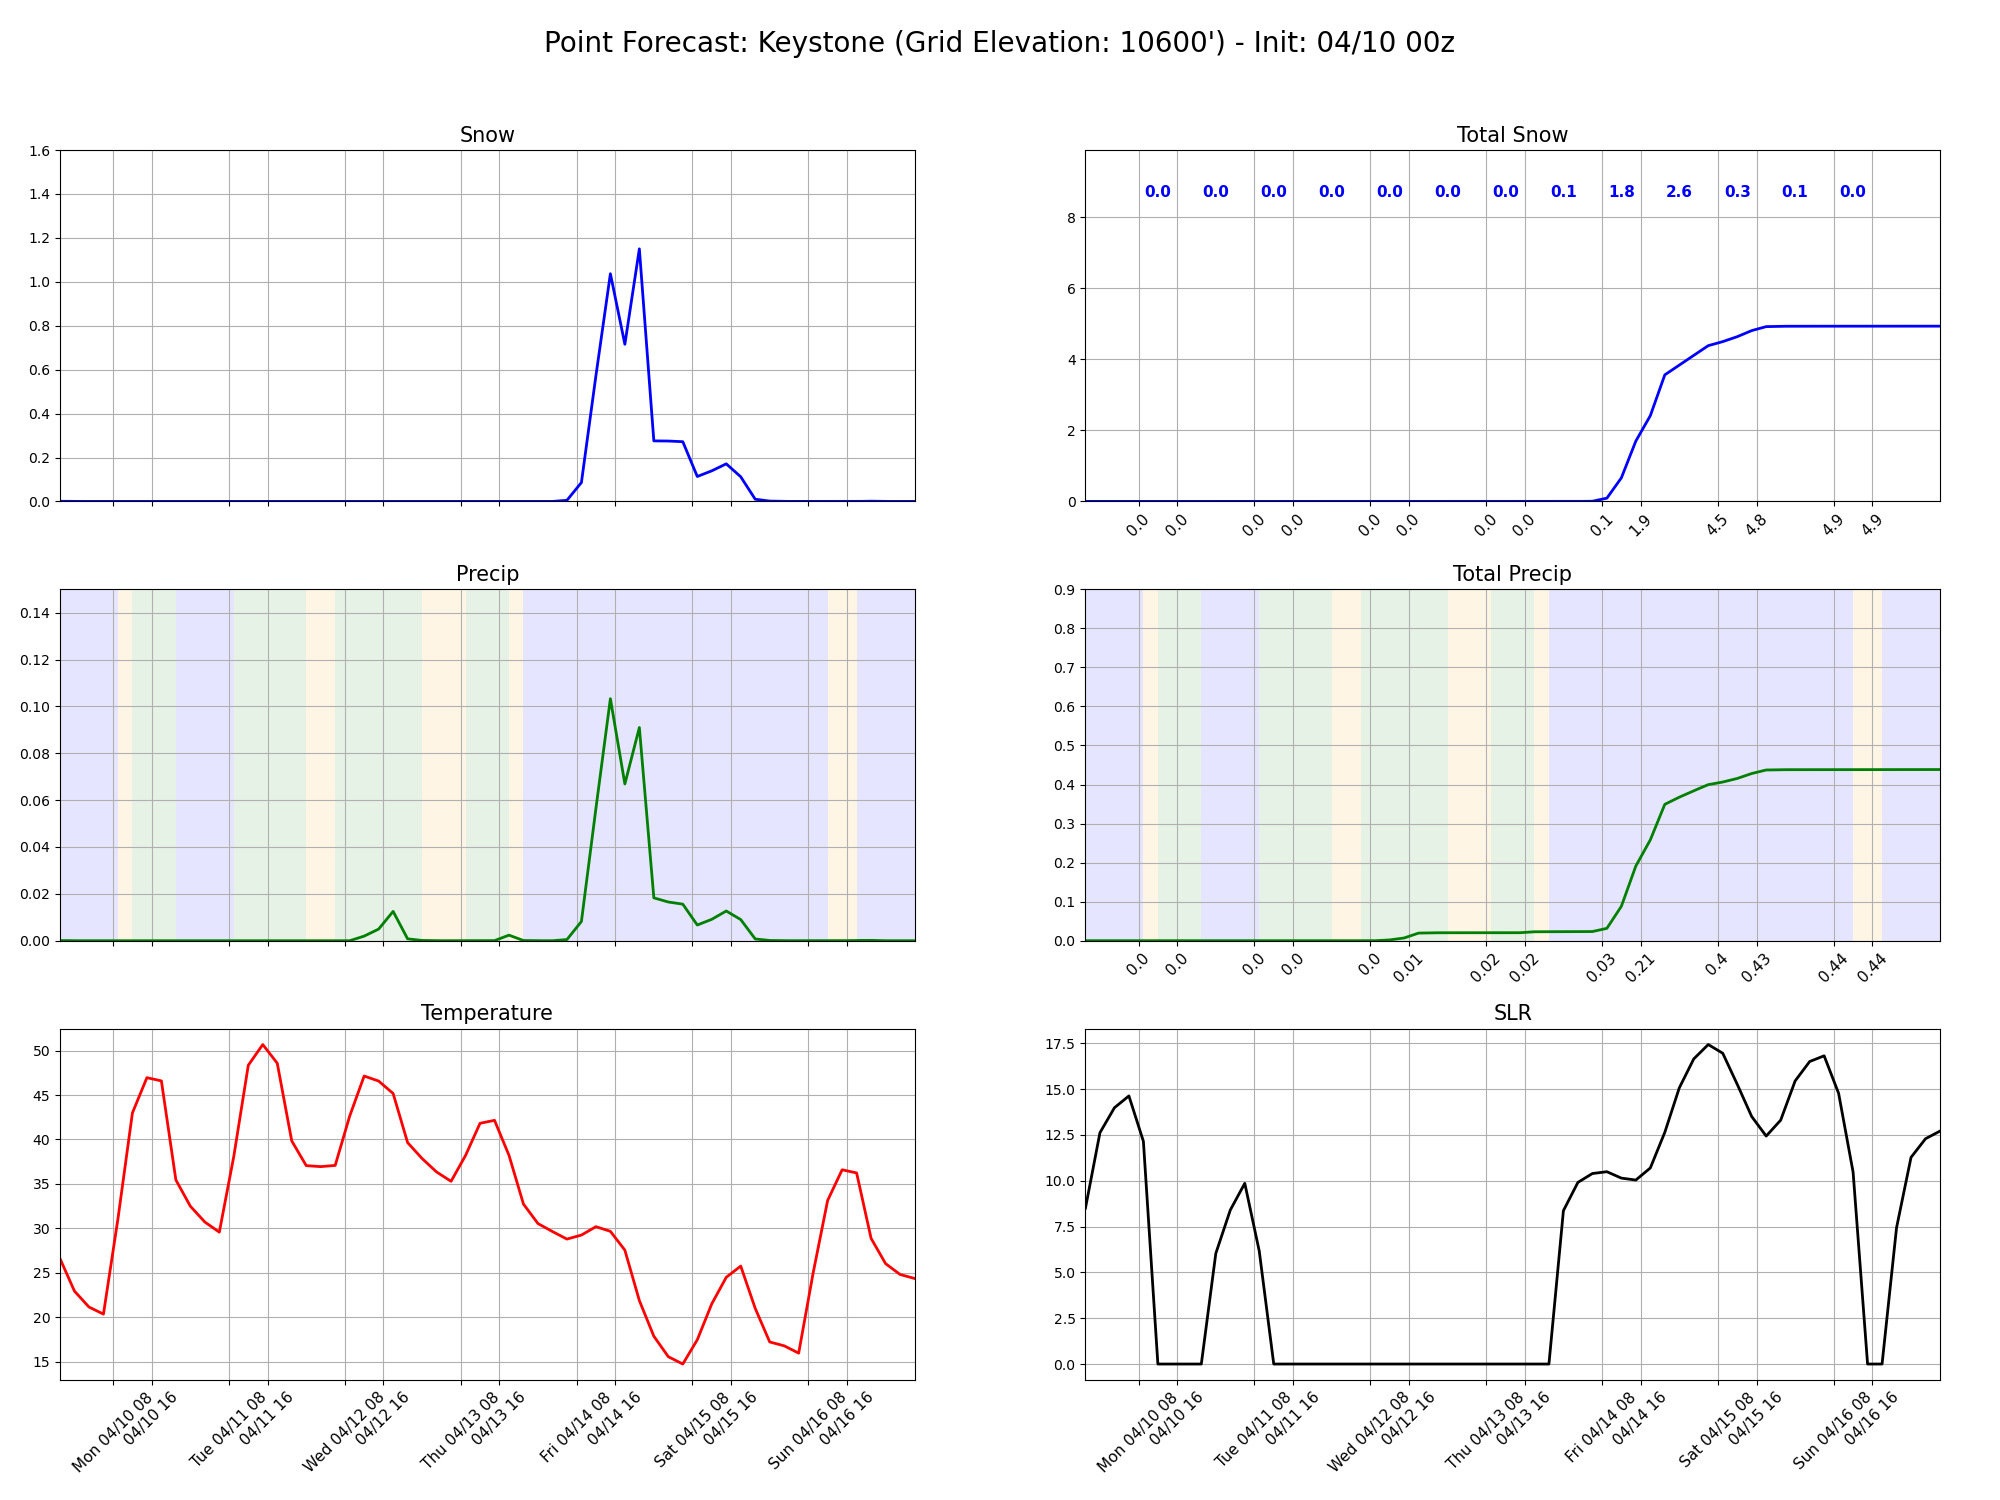 Point Forecast: Keystone (Grid Elevation: 10600') - Init: 04/10 00z
Snow
1.6
1.4
1.2
1.0
0.8
0.6
0.4
0.2
0.0
Total Snow
0.0 0.0 0.0 0.0 0.0 0.0 0.0 0.1 1.8 2.6 0.3 0.1 0.0
8
6
4
2
0
0.0 0.0 0.0 0.0 0.0 0.0 0.0 0.0 0.1 1.9 4.5 4.8 4.9 4.9
Precip
0.14
0.12
0.10
0.08
0.06
0.04
0.02
0.00
Total Precip
0.9
0.8
0.7
0.6
0.5
0.4
0.3
0.2
0.1
0.0
0.0 0.0 0.0 0.0 0.0 0.01 0.02 0.02 0.03 0.21 0.4 0.43 0.44 0.44
Temperature
50
45
40
35
30
25
20
15
Mon 04/10 08
04/10 16
Tue 04/11 08
04/11 16
Wed 04/12 08
04/12 16
Thu 04/13 08
04/13 16
Fri 04/14 08
04/14 16
Sat 04/15 08
04/15 16
Sun 04/16 08
04/16 16
SLR
17.5
15.0
12.5
10.0
7.5
5.0
2.5
0.0
Mon 04/10 08
04/10 16
Tue 04/11 08
04/11 16
Wed 04/12 08
04/12 16
Thu 04/13 08
04/13 16
Fri 04/14 08
04/14 16
Sat 04/15 08
04/15 16
Sun 04/16 08
04/16 16